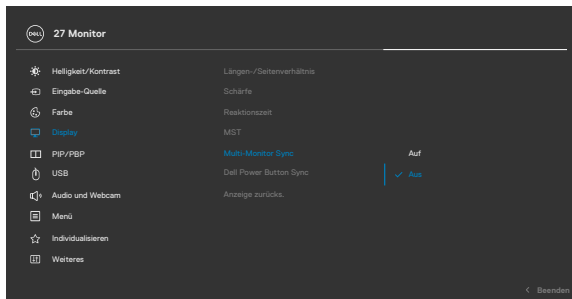 DELL
27 Monitor
Helligkeit/Kontrast
Eingabe-Quelle
Farbe
Display
PIP/PBP
USB
Audio und Webcam
Menü
Individualisieren
Weiteres
Längen-/Seitenverhältnis
Schärfe
Reaktionszeit
MST
Multi-Monitor Sync
Dell Power Button Sync
Anzeige zurücks.
Auf
Aus
Beenden